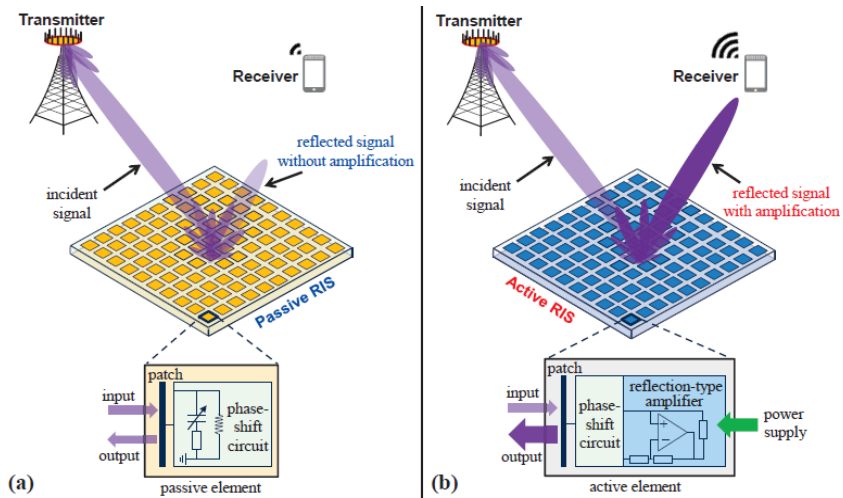 Transmitter
Receiver
reflected signal
without amplification
incident
signal
Passive RIS
patch
input
output
phase-
shift
circuit
passive element
(a)
Transmitter
Receiver
incident
signal
reflected signal
with amplification
Active RIS
patch
input
output
phase-
shift
circuit
reflection-type
amplifier
+
−
power
supply
active element
(b)